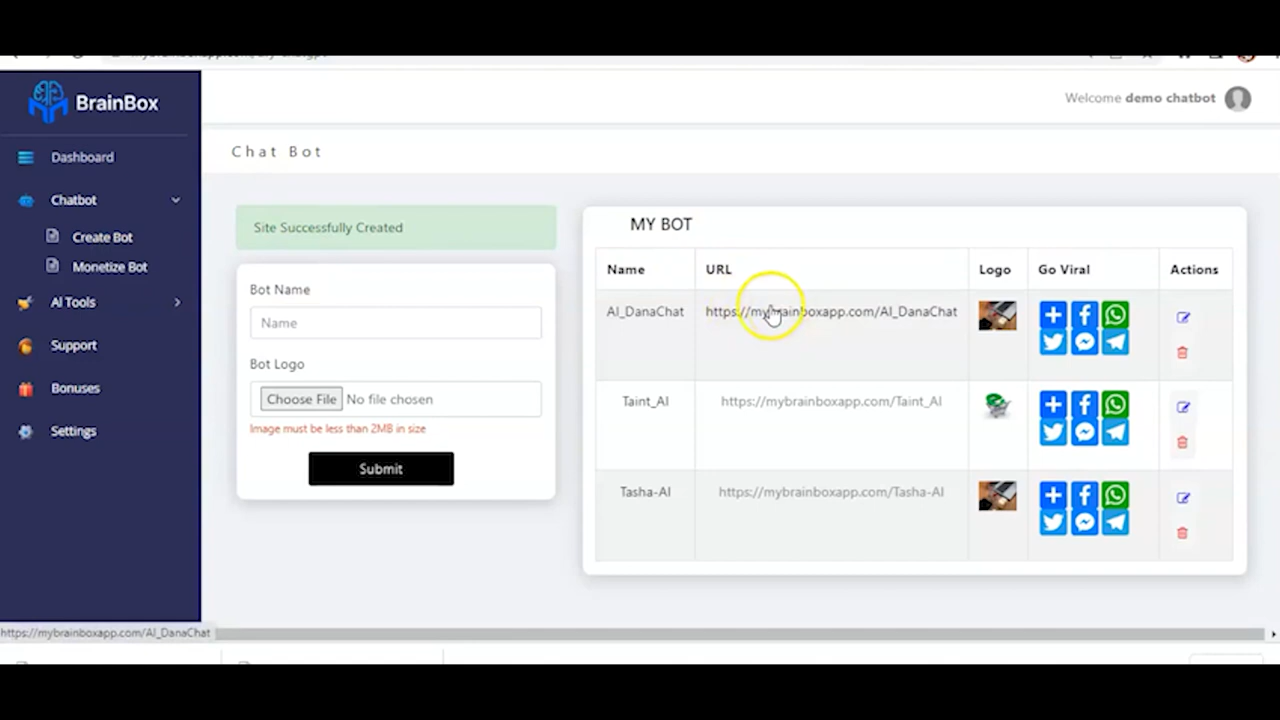 BrainBox
Welcome demo chatbot
Dashboard
Chat Bot
Chatbot
Create Bot
Monetize Bot
AI Tools
Support
Bonuses
Settings
Site Successfully Created
Bot Name
Name
Bot Logo
Choose File No file chosen
Image must be less than 2MB in size
Submit
MY BOT
Name URL Logo Go Viral Actions
AI_DanaChat https://mybrainboxapp.com/AI_DanaChat
Taint_AI https://mybrainboxapp.com/Taint_AI
Tasha-AI https://mybrainboxapp.com/Tasha-AI
https://mybrainboxapp.com/AI_DanaChat